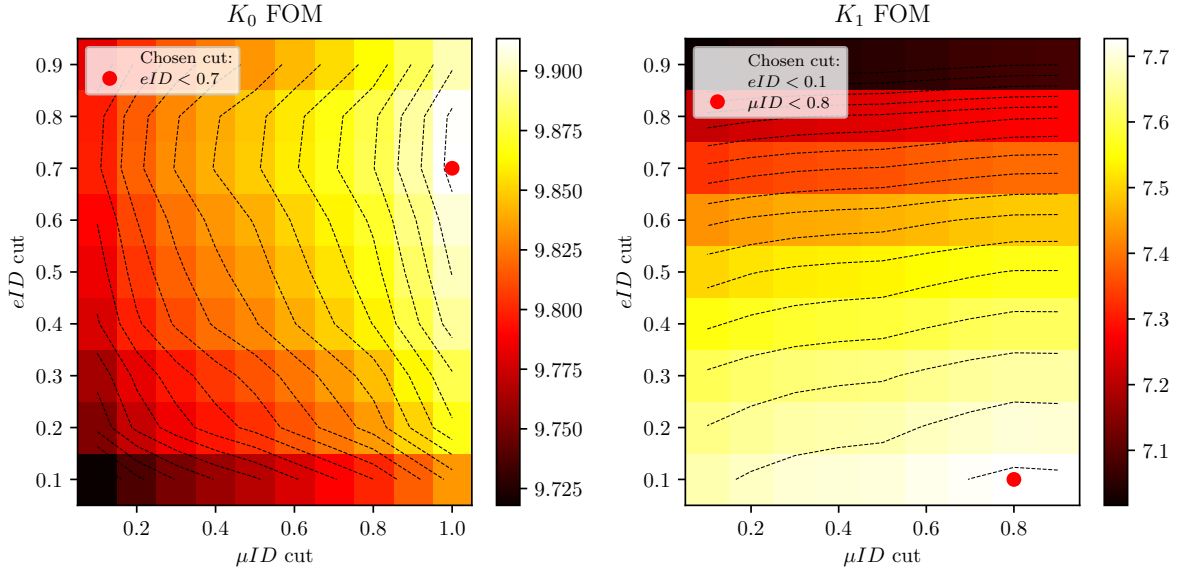 K₀ FOM
Chosen cut:
eID < 0.7
0.9
0.8
0.7
0.6
0.5
0.4
0.3
0.2
0.1
eID cut
0.2 0.4 0.6 0.8 1.0
μID cut
9.900
9.875
9.850
9.825
9.800
9.775
9.750
9.725
K₁ FOM
Chosen cut:
eID < 0.1
μID < 0.8
0.9
0.8
0.7
0.6
0.5
0.4
0.3
0.2
0.1
eID cut
0.2 0.4 0.6 0.8
μID cut
7.7
7.6
7.5
7.4
7.3
7.2
7.1